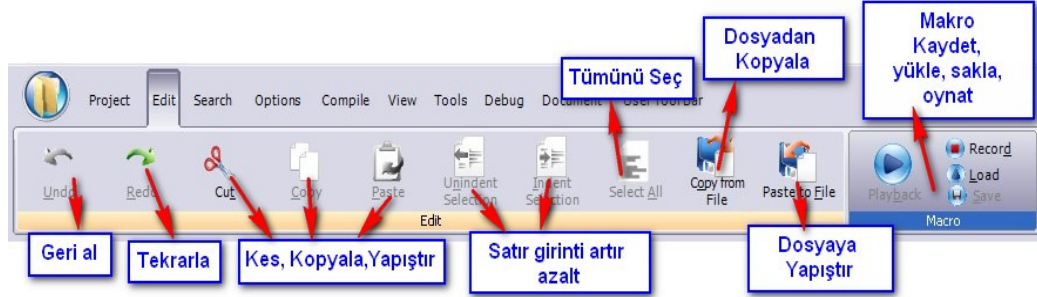 Makro
Kaydet,
yükle, sakla,
oynat
Dosyadan
Kopyala
Tümünü Seç
Project Edit Search Options Compile View Tools Debug Document User Tool Bar
Undo
Redo
Cut
Copy
Paste
Unindent
Selection
Indent
Selection
Select All
Copy from
File
Paste to File
Edit
Playback
Record
Load
Save
Macro
Geri al
Tekrarla
Kes, Kopyala,Yapıştır
Satır girinti artır
azalt
Dosyaya
Yapıştır